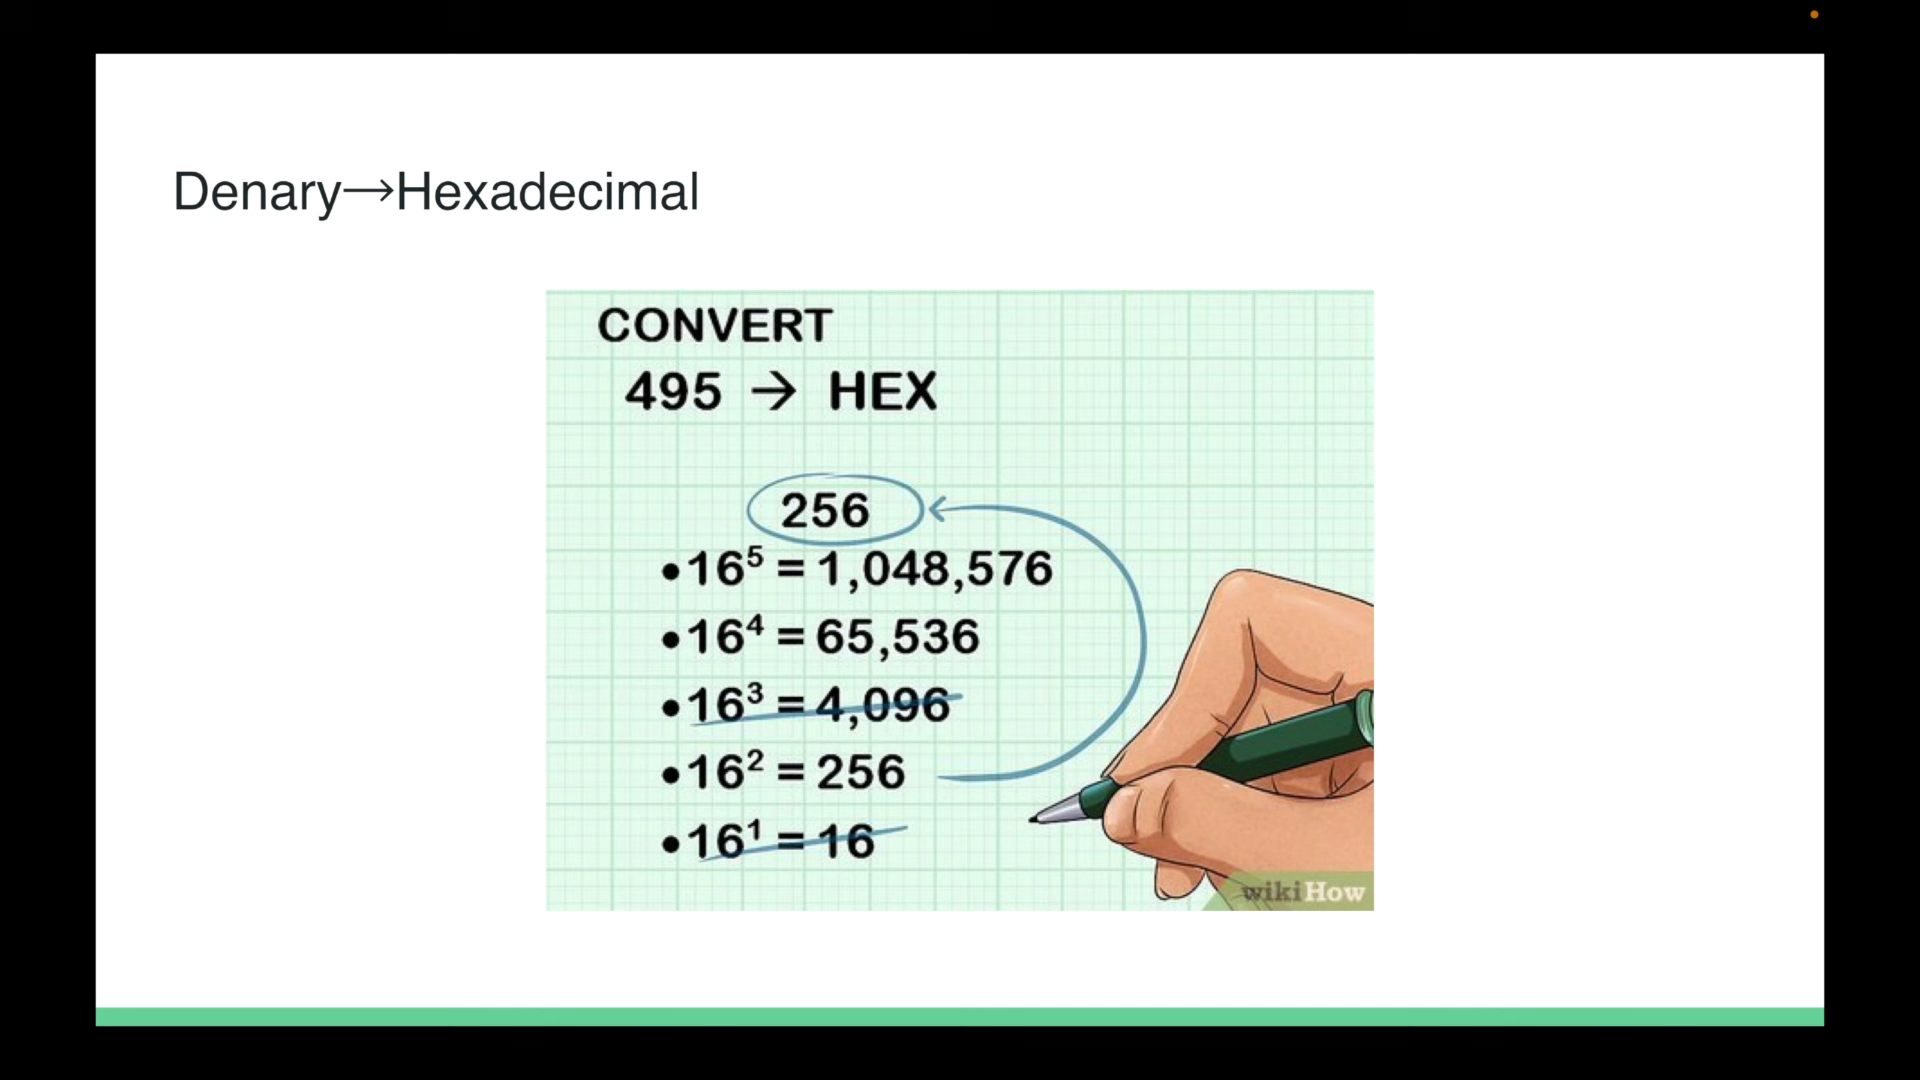 Denary→Hexadecimal
CONVERT
495 → HEX
256
•16⁵ = 1,048,576
•16⁴ = 65,536
•16³ = 4,096
•16² = 256
•16¹ = 16
wikiHow